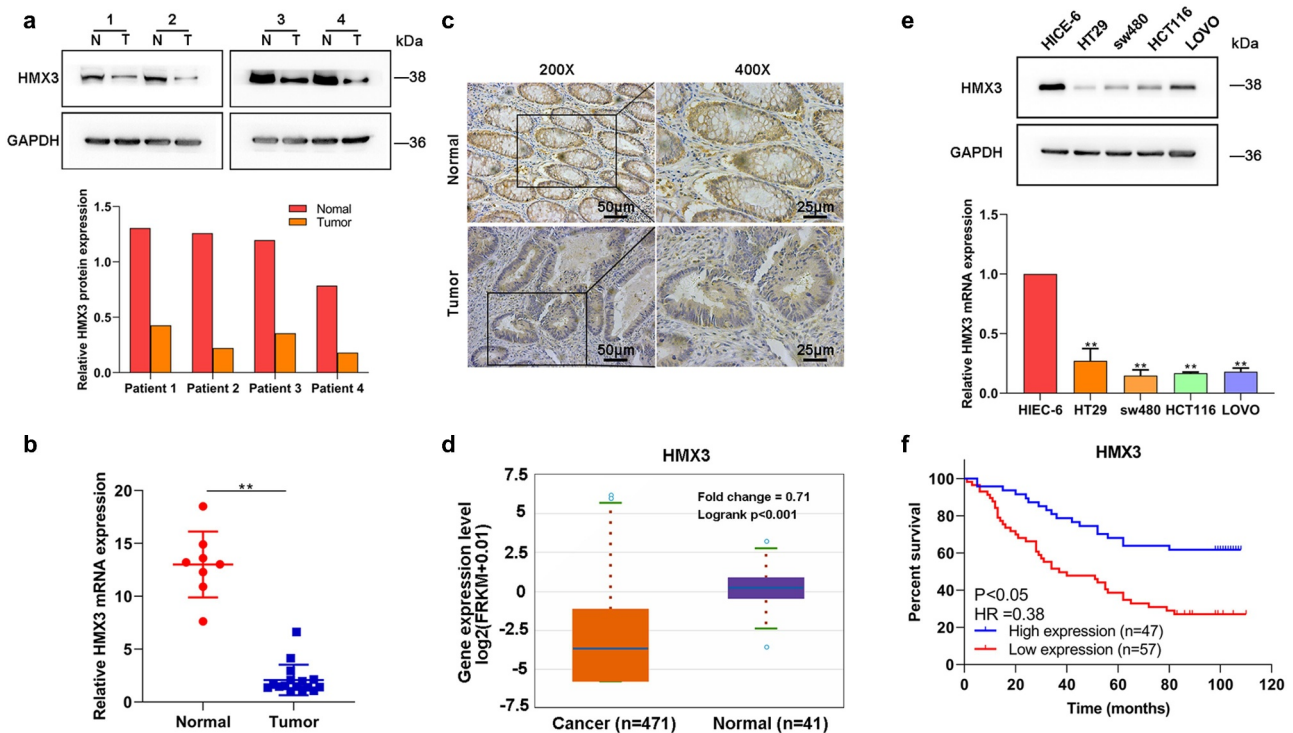 a
1 2 3 4
N T N T N T N T
kDa
HMX3
—38
GAPDH
—36
Relative HMX3 protein expression
1.5
1.0
0.5
0.0
Nomal
Tumor
Patient 1 Patient 2 Patient 3 Patient 4
b
Relative HMX3 mRNA expression
20
15
10
5
0
**
Normal Tumor
c
200X 400X
Normal
50μm 25μm
Tumor
50μm 25μm
d
HMX3
Gene expression level
log2(FRKM+0.01)
7.5
5
2.5
0
-2.5
-5
-7.5
Fold change = 0.71
Logrank p<0.001
Cancer (n=471) Normal (n=41)
e
HICE-6 HT29 sw480 HCT116 LOVO
kDa
HMX3
—38
GAPDH
—36
Relative HMX3 mRNA expression
1.5
1.0
0.5
0.0
** ** ** **
HIEC-6 HT29 sw480 HCT116 LOVO
f
HMX3
Percent survival
100
80
60
40
20
0
P<0.05
HR =0.38
High expression (n=47)
Low expression (n=57)
0 20 40 60 80 100 120
Time (months)